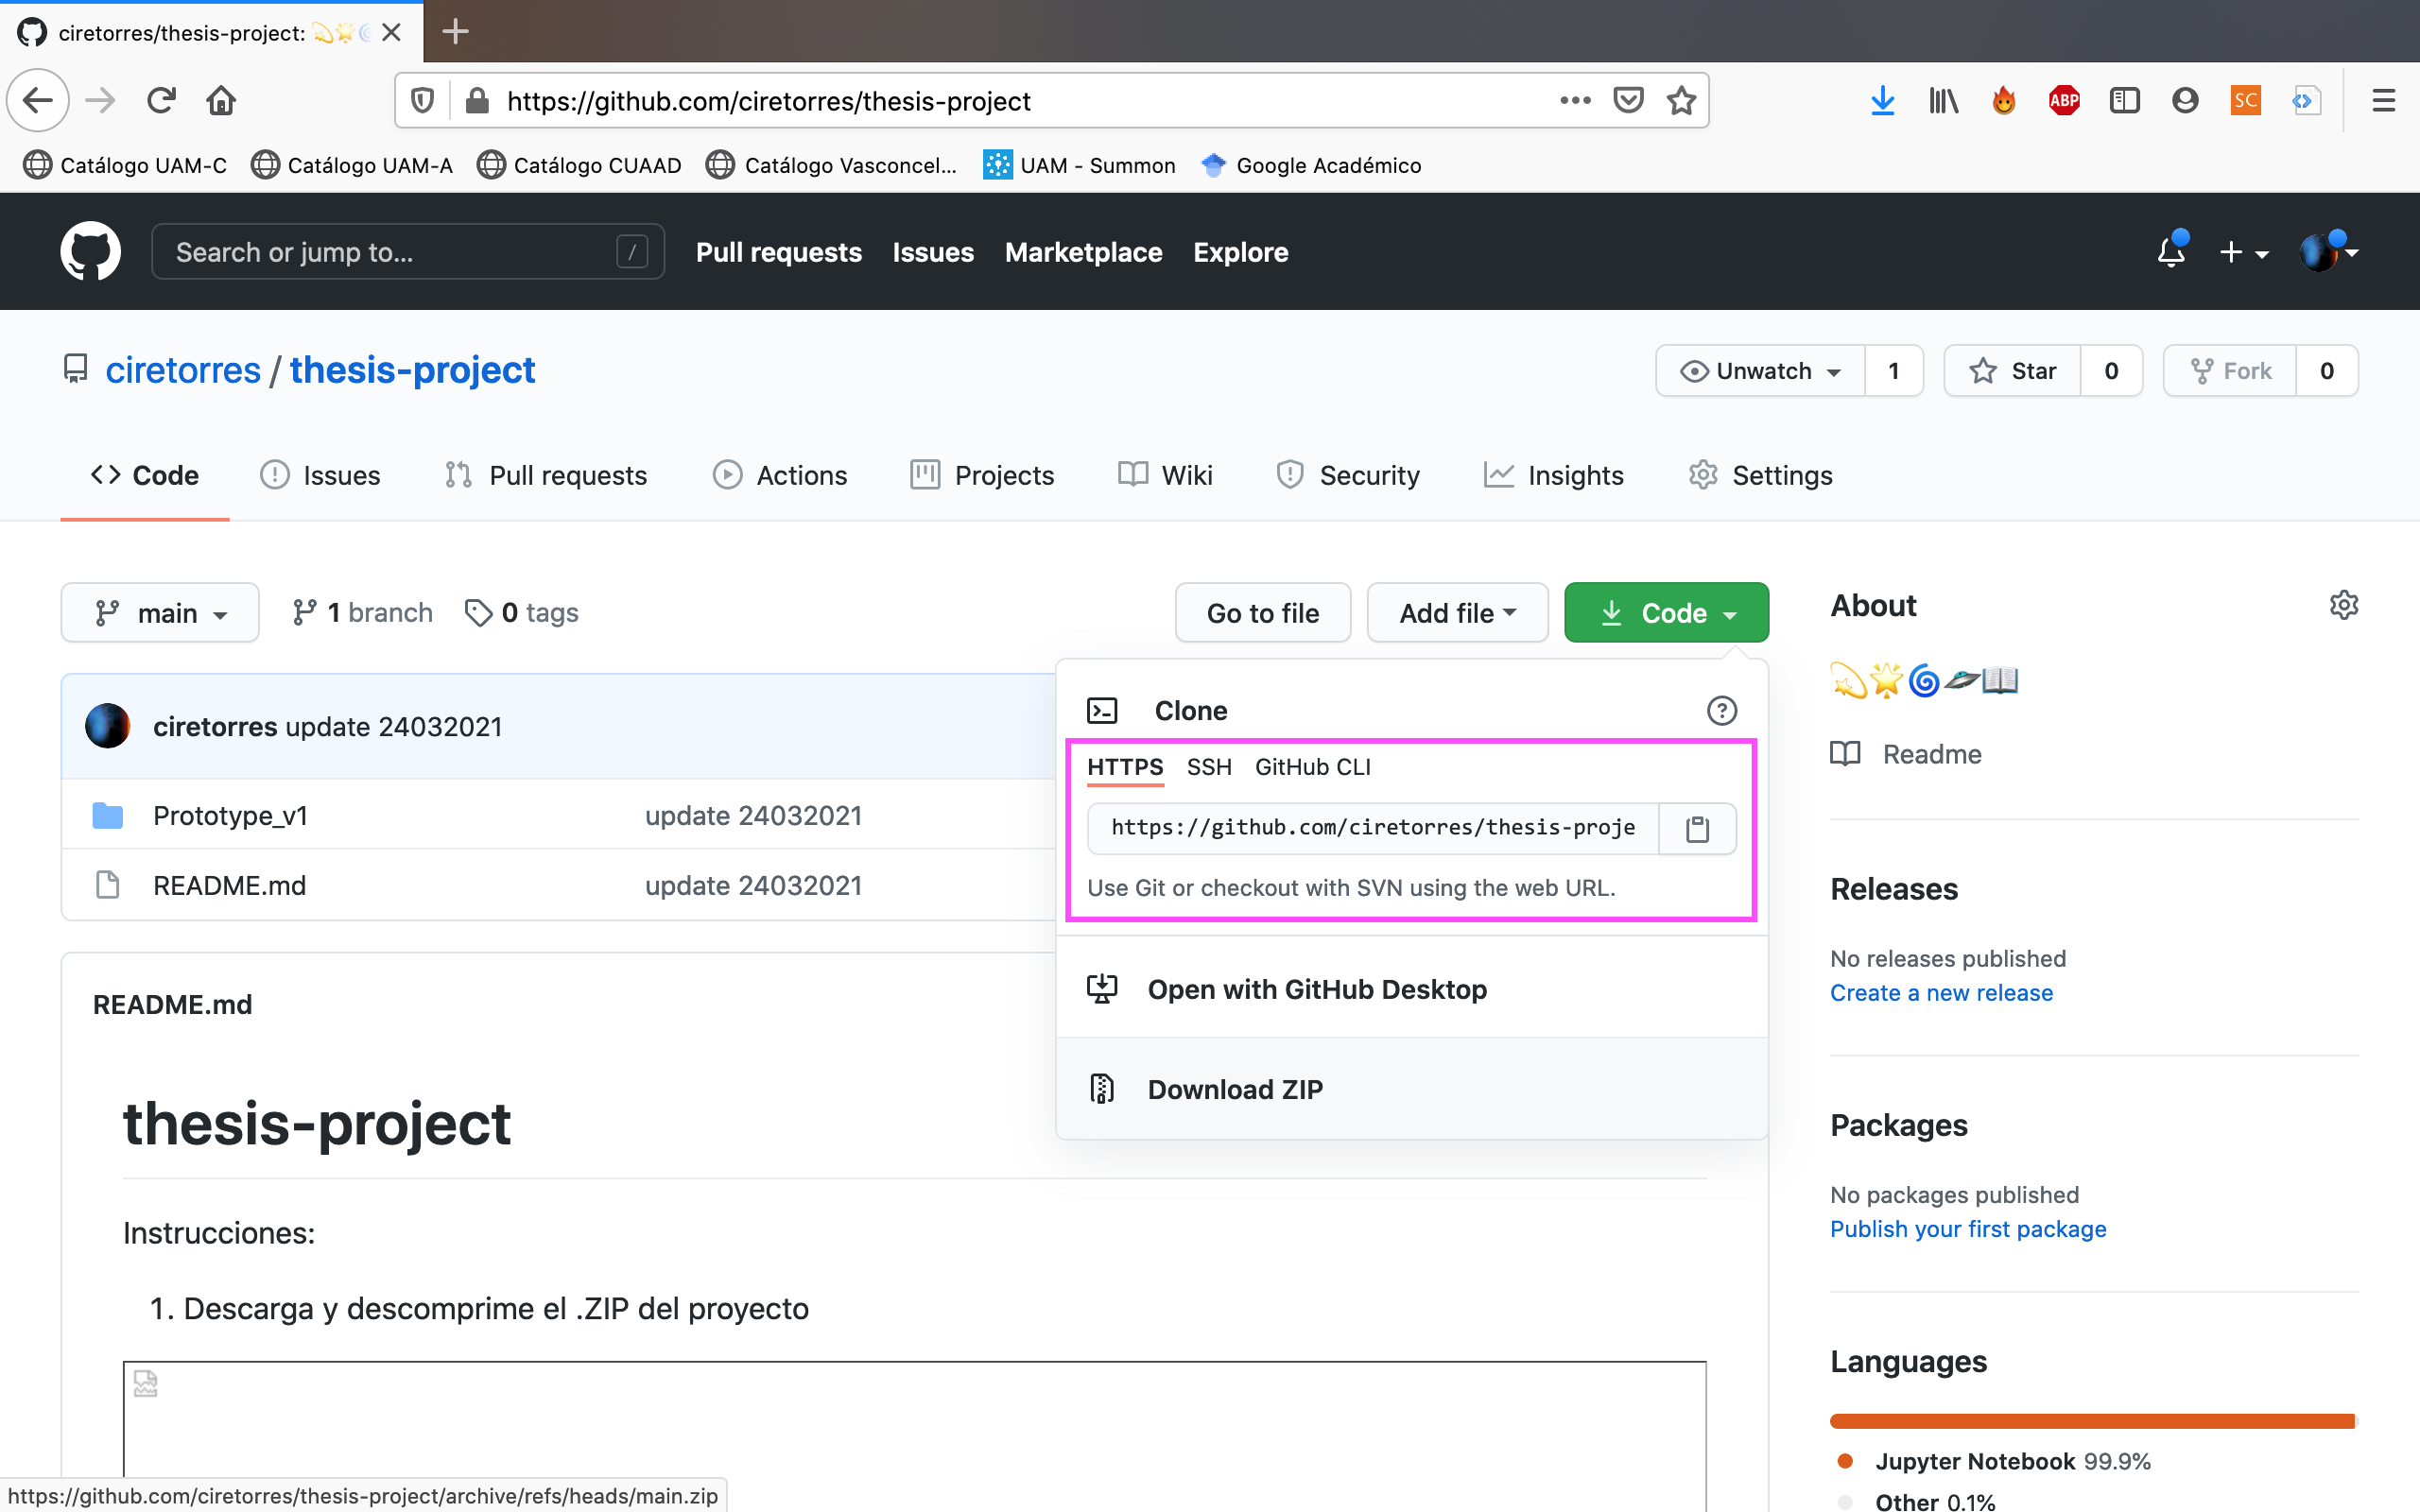 ciretorres/thesis-project: 💫🌟🌀
https://github.com/ciretorres/thesis-project
ABP
SC
Catálogo UAM-C
Catálogo UAM-A
Catálogo CUAAD
Catálogo Vasconcel...
UAM - Summon
Google Académico
Search or jump to...
/
Pull requests
Issues
Marketplace
Explore
ciretorres / thesis-project
Unwatch
1
Star
0
Fork
0
Code
Issues
Pull requests
Actions
Projects
Wiki
Security
Insights
Settings
main
1 branch
0 tags
Go to file
Add file
Code
About
💫🌟🌀🛸📖
Readme
ciretorres update 24032021
Prototype_v1
update 24032021
README.md
update 24032021
Clone
HTTPS
SSH
GitHub CLI
https://github.com/ciretorres/thesis-proje
Use Git or checkout with SVN using the web URL.
Open with GitHub Desktop
Download ZIP
Releases
No releases published
Create a new release
Packages
No packages published
Publish your first package
Languages
Jupyter Notebook 99.9%
Other 0.1%
README.md
thesis-project
Instrucciones:
1. Descarga y descomprime el .ZIP del proyecto
https://github.com/ciretorres/thesis-project/archive/refs/heads/main.zip